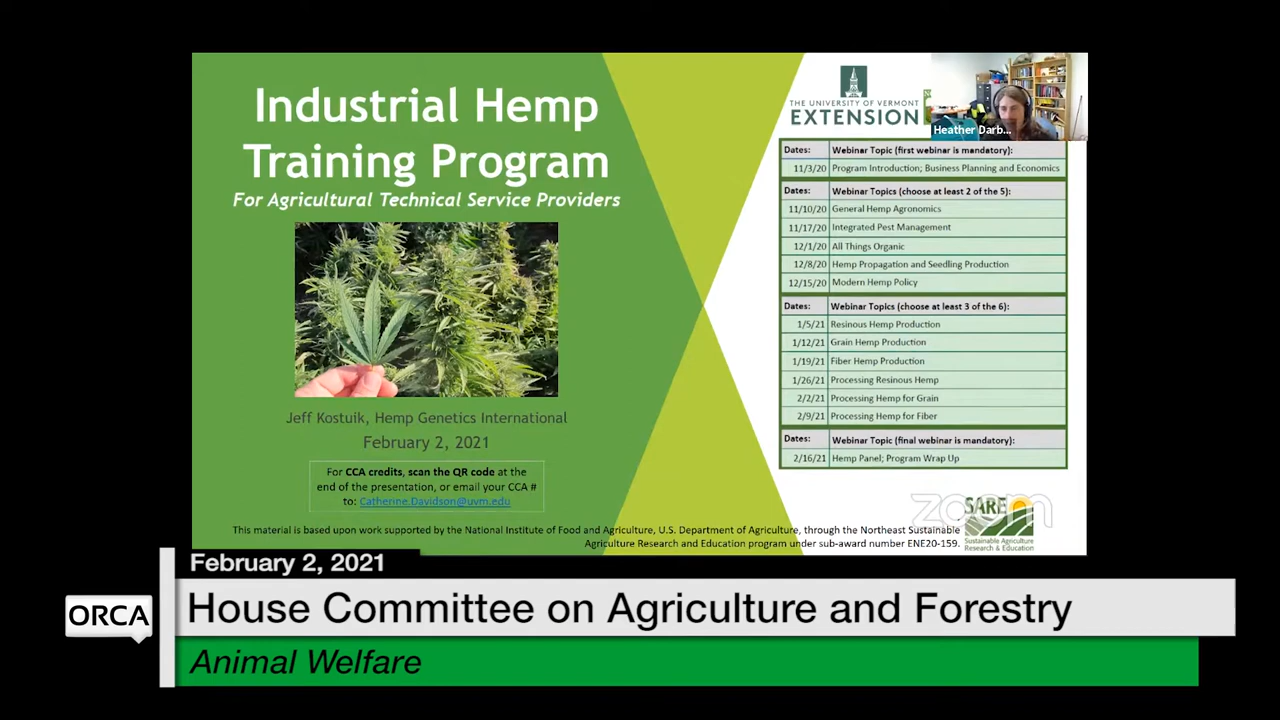 Industrial Hemp
Training Program
For Agricultural Technical Service Providers
Jeff Kostuik, Hemp Genetics International
February 2, 2021
For CCA credits, scan the QR code at the
end of the presentation, or email your CCA #
to: Catherine.Davidson@uvm.edu
THE UNIVERSITY OF VERMONT
EXTENSION
Heather Darb...
Dates: Webinar Topic (first webinar is mandatory):
11/3/20 Program Introduction; Business Planning and Economics
Dates: Webinar Topics (choose at least 2 of the 5):
11/10/20 General Hemp Agronomics
11/17/20 Integrated Pest Management
12/1/20 All Things Organic
12/8/20 Hemp Propagation and Seedling Production
12/15/20 Modern Hemp Policy
Dates: Webinar Topics (choose at least 3 of the 6):
1/5/21 Resinous Hemp Production
1/12/21 Grain Hemp Production
1/19/21 Fiber Hemp Production
1/26/21 Processing Resinous Hemp
2/2/21 Processing Hemp for Grain
2/9/21 Processing Hemp for Fiber
Dates: Webinar Topic (final webinar is mandatory):
2/16/21 Hemp Panel; Program Wrap Up
zoom
SARE
Sustainable Agriculture
Research & Education
This material is based upon work supported by the National Institute of Food and Agriculture, U.S. Department of Agriculture, through the Northeast Sustainable
Agriculture Research and Education program under sub-award number ENE20-159.
February 2, 2021
ORCA
House Committee on Agriculture and Forestry
Animal Welfare